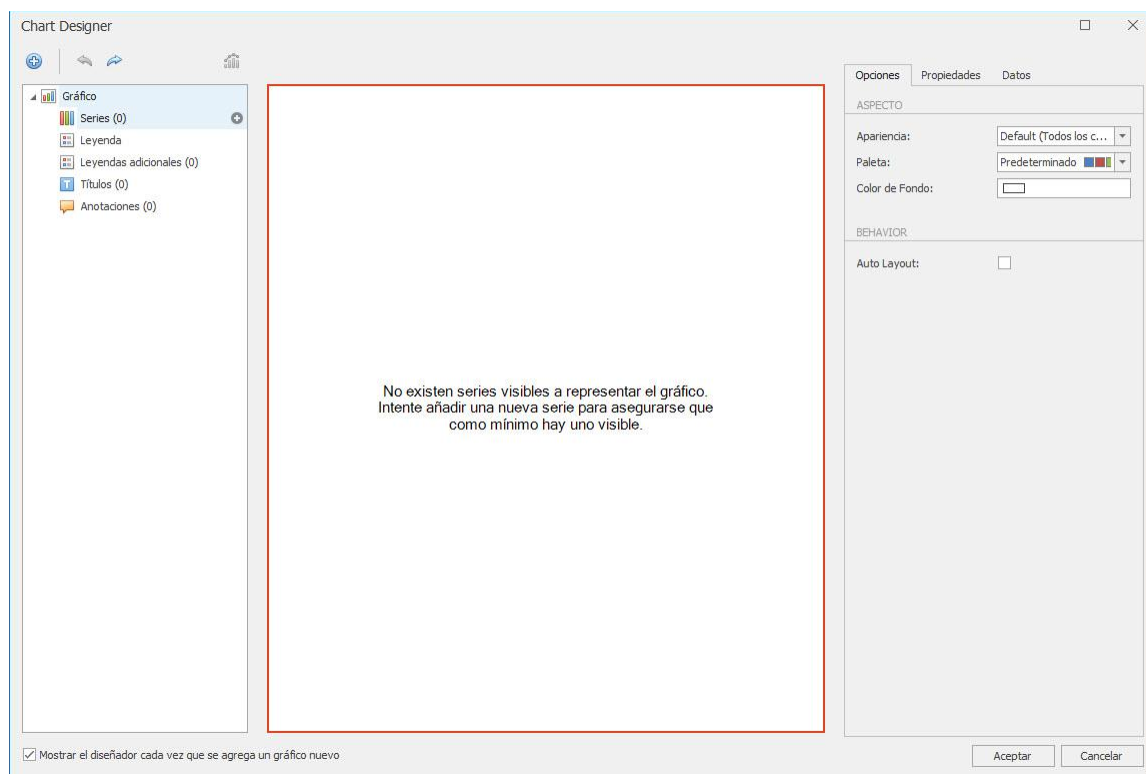 Chart Designer
Gráfico
Series (0)
Leyenda
Leyendas adicionales (0)
Títulos (0)
Anotaciones (0)
No existen series visibles a representar el gráfico.
Intente añadir una nueva serie para asegurarse que
como mínimo hay uno visible.
Opciones Propiedades Datos
ASPECTO
Apariencia: Default (Todos los c...
Paleta: Predeterminado
Color de Fondo:
BEHAVIOR
Auto Layout:
Mostrar el diseñador cada vez que se agrega un gráfico nuevo
Aceptar Cancelar